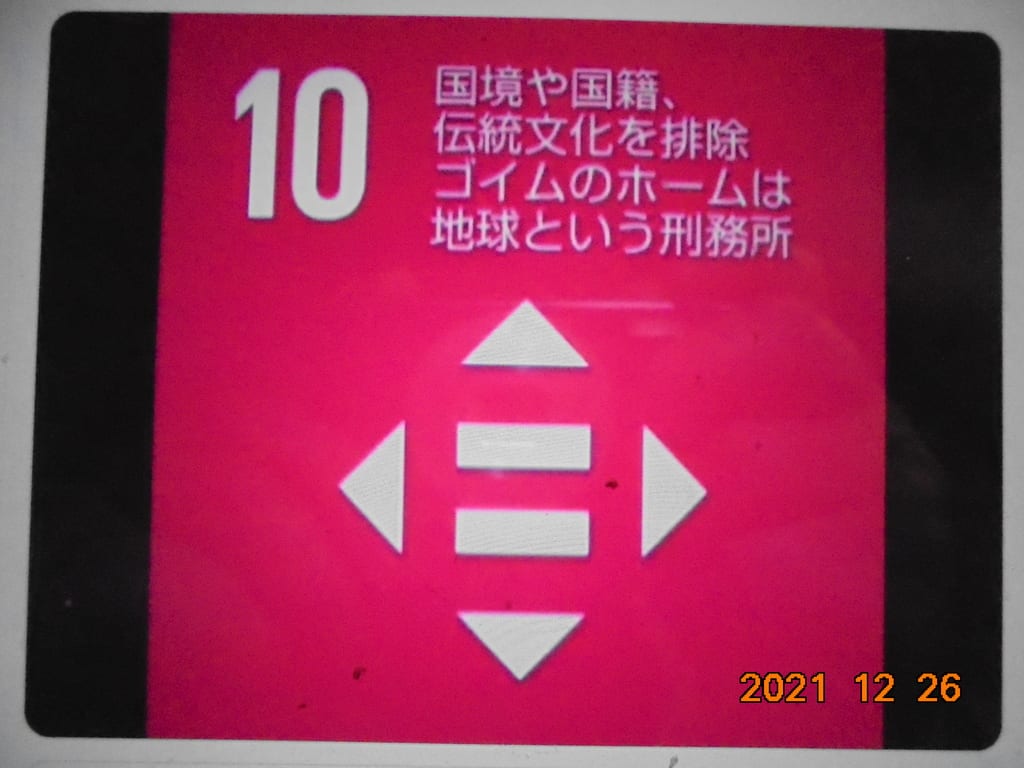 10
国境や国籍、
伝統文化を排除
ゴイムのホームは
地球という刑務所
2021 12 26